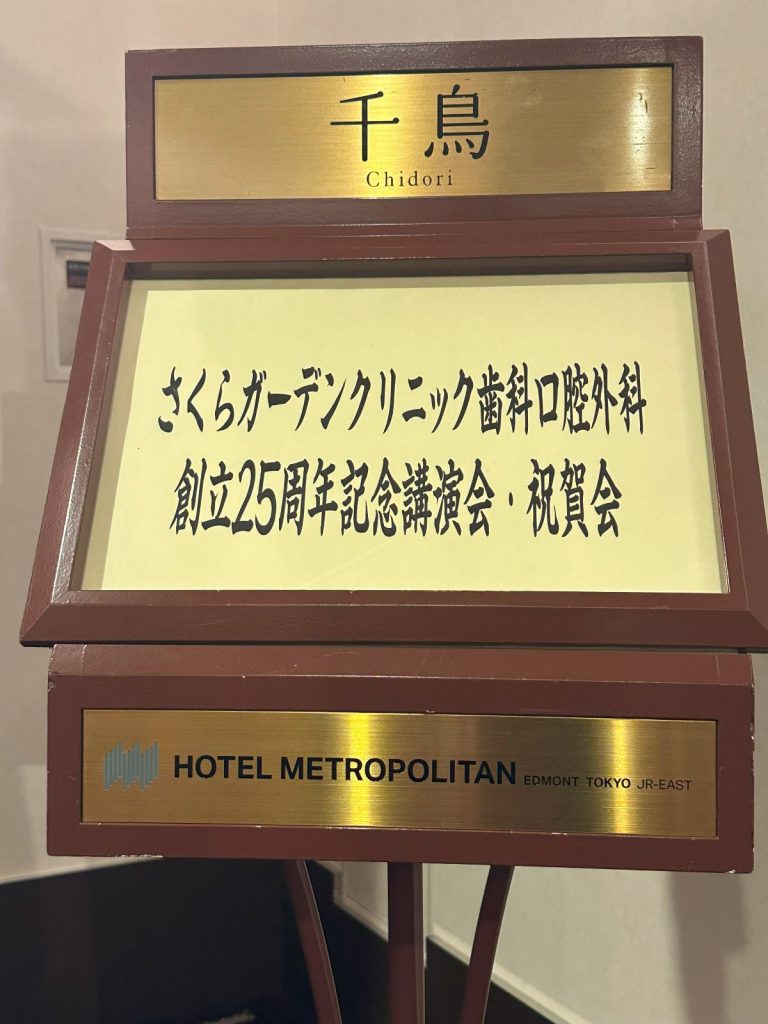 千鳥
Chidori
さくらガーデンクリニック歯科口腔外科
創立25周年記念講演会・祝賀会
HOTEL METROPOLITAN EDMONT TOKYO JR-EAST